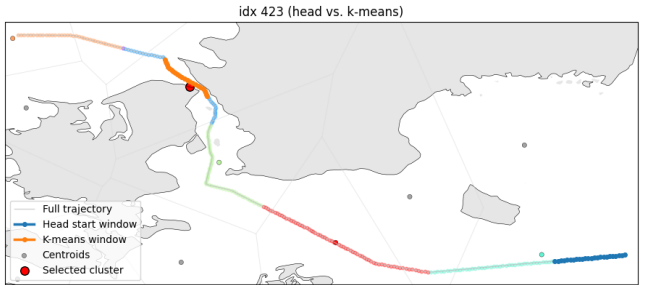 idx 423 (head vs. k-means)
Full trajectory
Head start window
K-means window
Centroids
Selected cluster